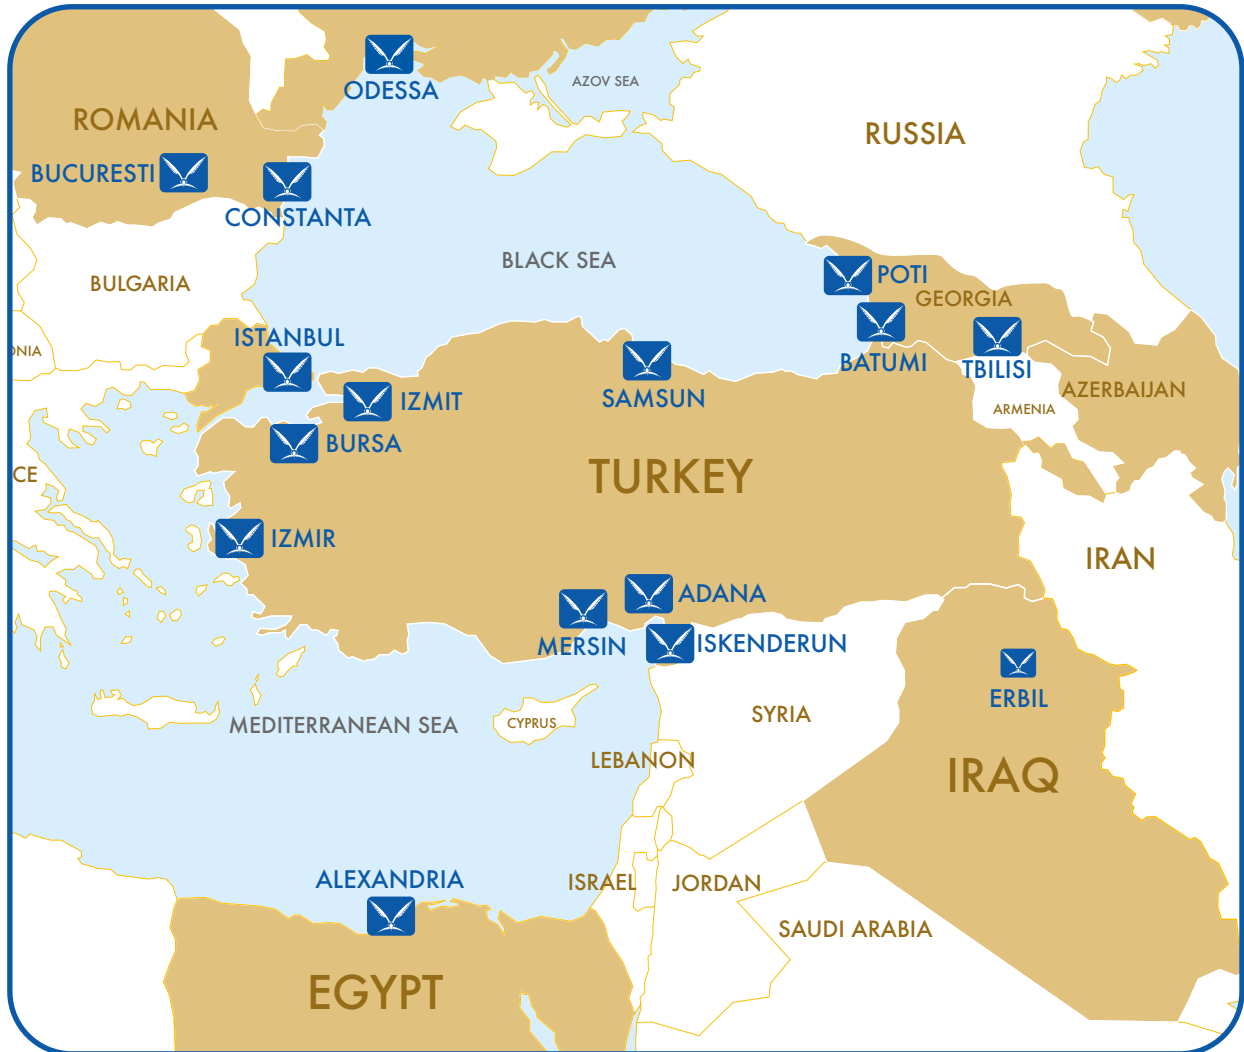 ODESSA
AZOV SEA
ROMANIA
RUSSIA
BUCURESTI
CONSTANTA
BLACK SEA
POTI
BULGARIA
GEORGIA
ISTANBUL
ONIA
BATUMI
TBILISI
IZMIT
SAMSUN
AZERBAIJAN
ARMENIA
BURSA
CE
TURKEY
IZMIR
IRAN
ADANA
MERSIN
ISKENDERUN
ERBIL
SYRIA
MEDITERRANEAN SEA
CYPRUS
LEBANON
IRAQ
ALEXANDRIA
ISRAEL
JORDAN
SAUDI ARABIA
EGYPT